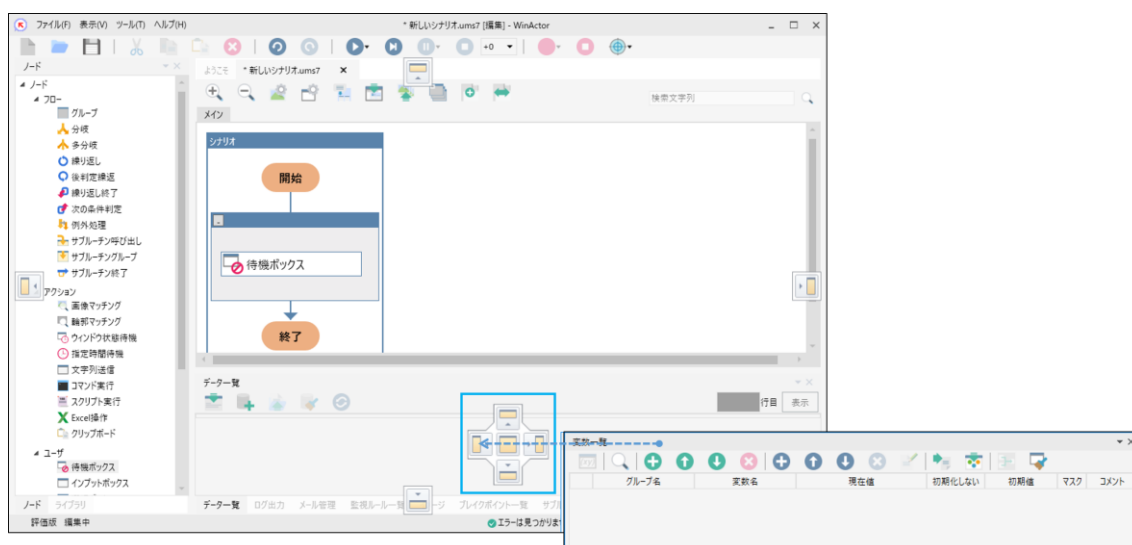 ファイル(F) 表示(V) ツール(T) ヘルプ(H)
* 新しいシナリオ.ums7 [編集] - WinActor
+0
ノード
ようこそ * 新しいシナリオ.ums7
検索文字列
メイン
ノード
フロー
グループ
分岐
多分岐
繰り返し
後判定繰返
繰り返し終了
次の条件判定
例外処理
サブルーチン呼び出し
サブルーチングループ
サブルーチン終了
アクション
画像マッチング
輪郭マッチング
ウィンドウ状態待機
指定時間待機
文字列送信
コマンド実行
スクリプト実行
Excel操作
クリップボード
ユーザ
待機ボックス
インプットボックス
ノード ライブラリ
シナリオ
開始
待機ボックス
終了
データ一覧
行目 表示
データ一覧 ログ出力 メール管理 監視ルール一覧 ージ ブレイクポイント一覧 サブル
評価版 編集中
エラーは見つかりませ
変数一覧
グループ名 変数名 現在値 初期化しない 初期値 マスク コメント